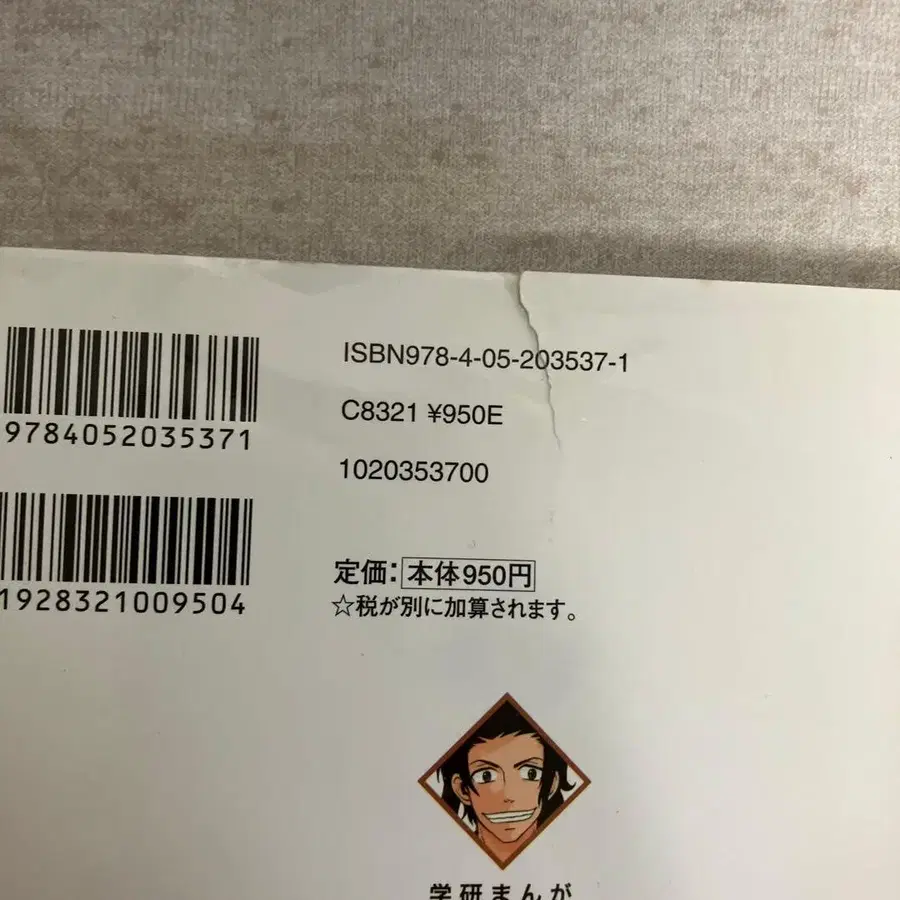 9784052035371
1928321009504
ISBN978-4-05-203537-1
C8321 ¥950E
1020353700
定価：本体950円
☆税が別に加算されます。
学研まんが